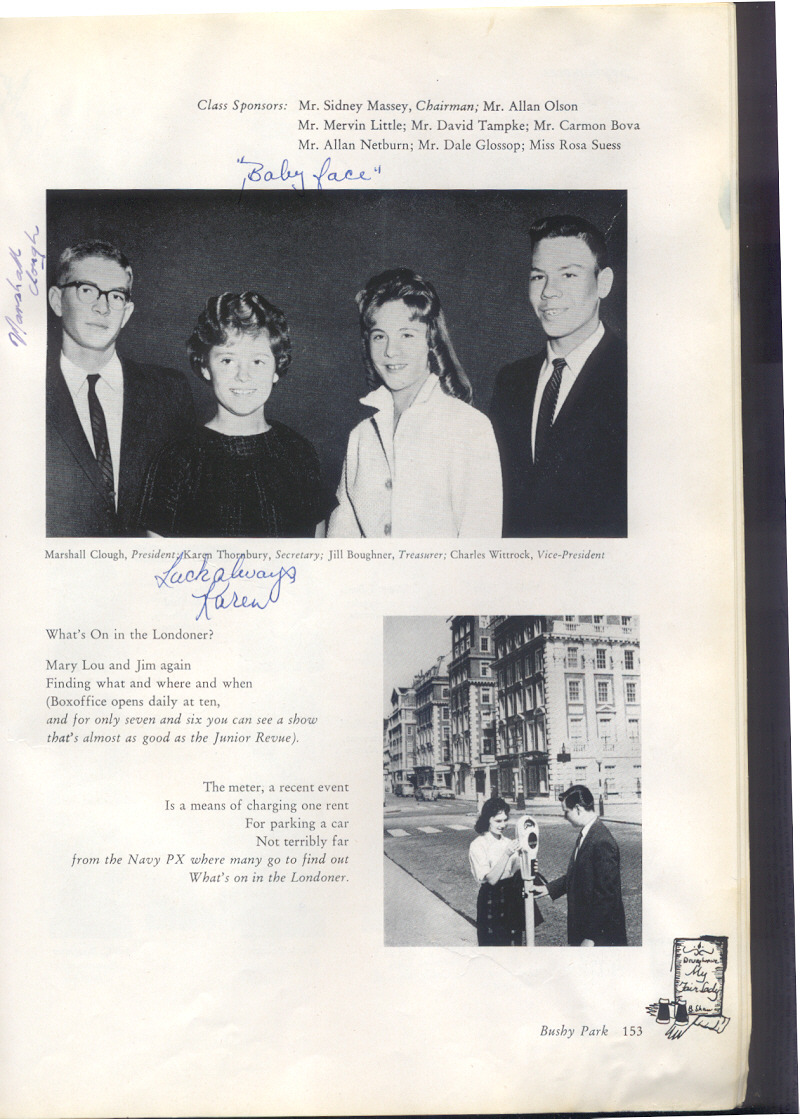 Class Sponsors: Mr. Sidney Massey, Chairman; Mr. Allan Olson
Mr. Mervin Little; Mr. David Tampke; Mr. Carmon Bova
Mr. Allan Netburn; Mr. Dale Glossop; Miss Rosa Suess
"Baby face"
Marshall
Clough
Marshall Clough, President; Karen Thornbury, Secretary; Jill Boughner, Treasurer; Charles Wittrock, Vice-President
Luck always
Karen
What's On in the Londoner?
Mary Lou and Jim again
Finding what and where and when
(Boxoffice opens daily at ten,
and for only seven and six you can see a show
that's almost as good as the Junior Revue).
The meter, a recent event
Is a means of charging one rent
For parking a car
Not terribly far
from the Navy PX where many go to find out
What's on in the Londoner.
My
Fair Lady
B. Shaw
Bushy Park 153